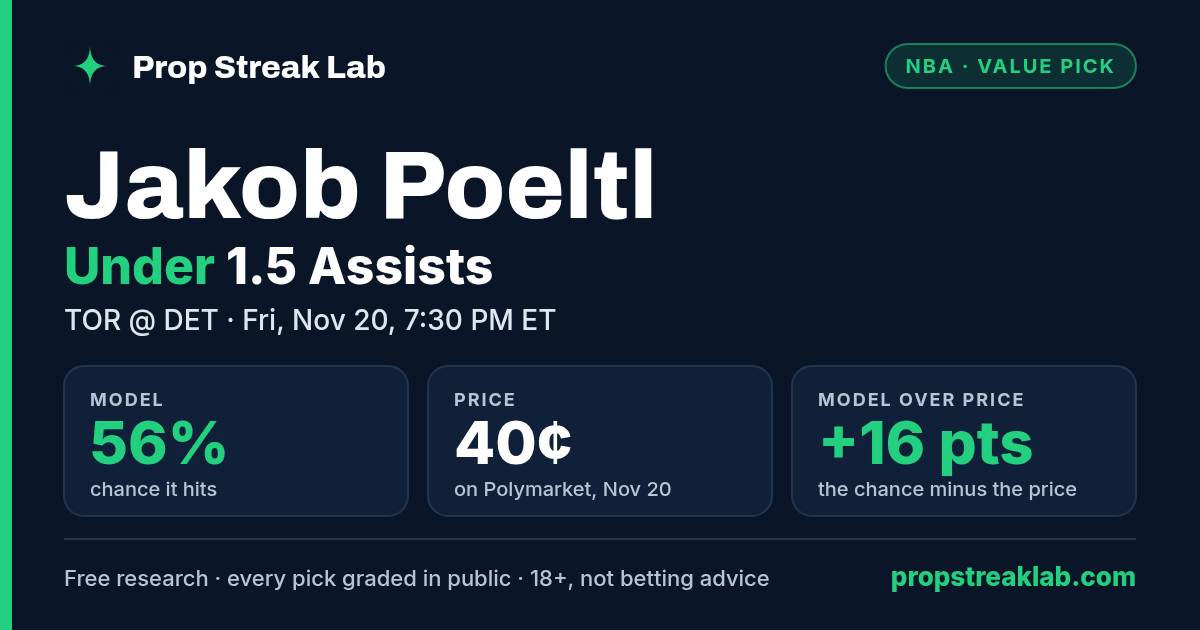 Prop Streak Lab
NBA · VALUE PICK
Jakob Poeltl
Under 1.5 Assists
TOR @ DET · Fri, Nov 20, 7:30 PM ET
MODEL
56%
chance it hits
PRICE
40¢
on Polymarket, Nov 20
MODEL OVER PRICE
+16 pts
the chance minus the price
Free research · every pick graded in public · 18+, not betting advice
propstreaklab.com